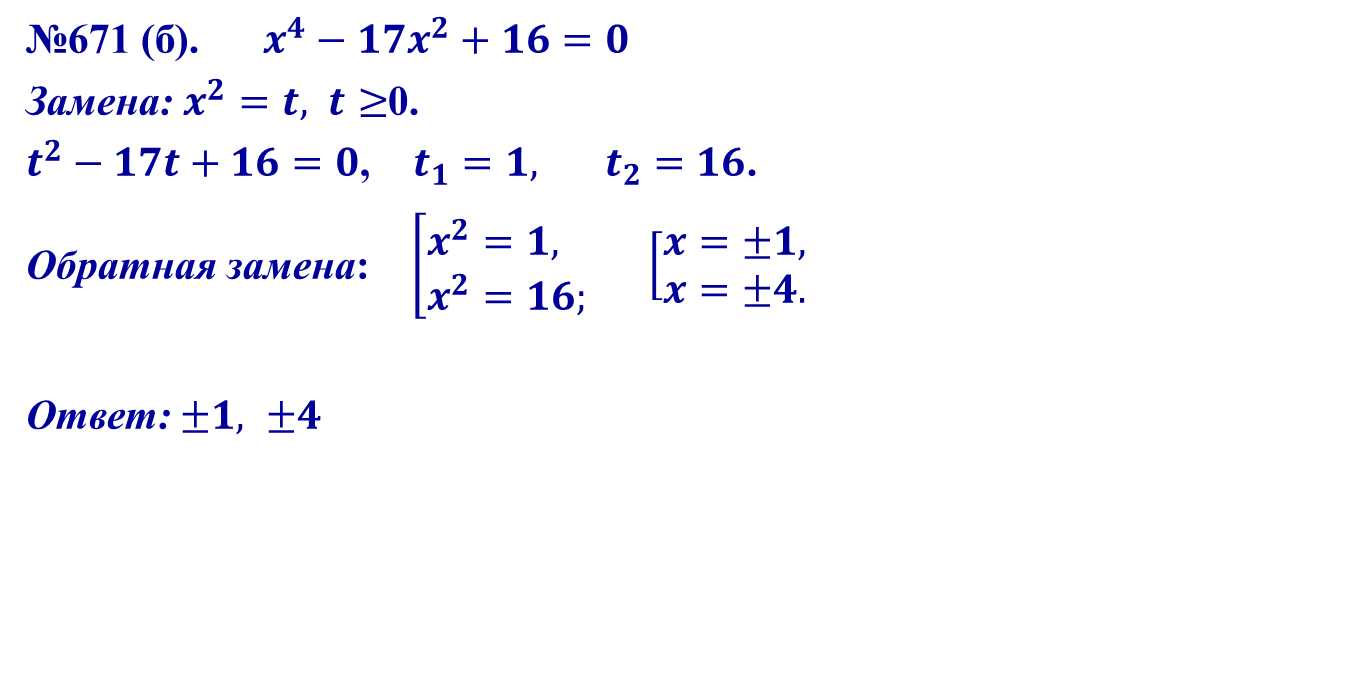 №671 (б). x⁴ − 17x² + 16 = 0
Замена: x² = t, t ≥0.
t² − 17t + 16 = 0, t₁ = 1, t₂ = 16.
Обратная замена: [x² = 1, [x = ±1,
x² = 16; x = ±4.
Ответ: ±1, ±4